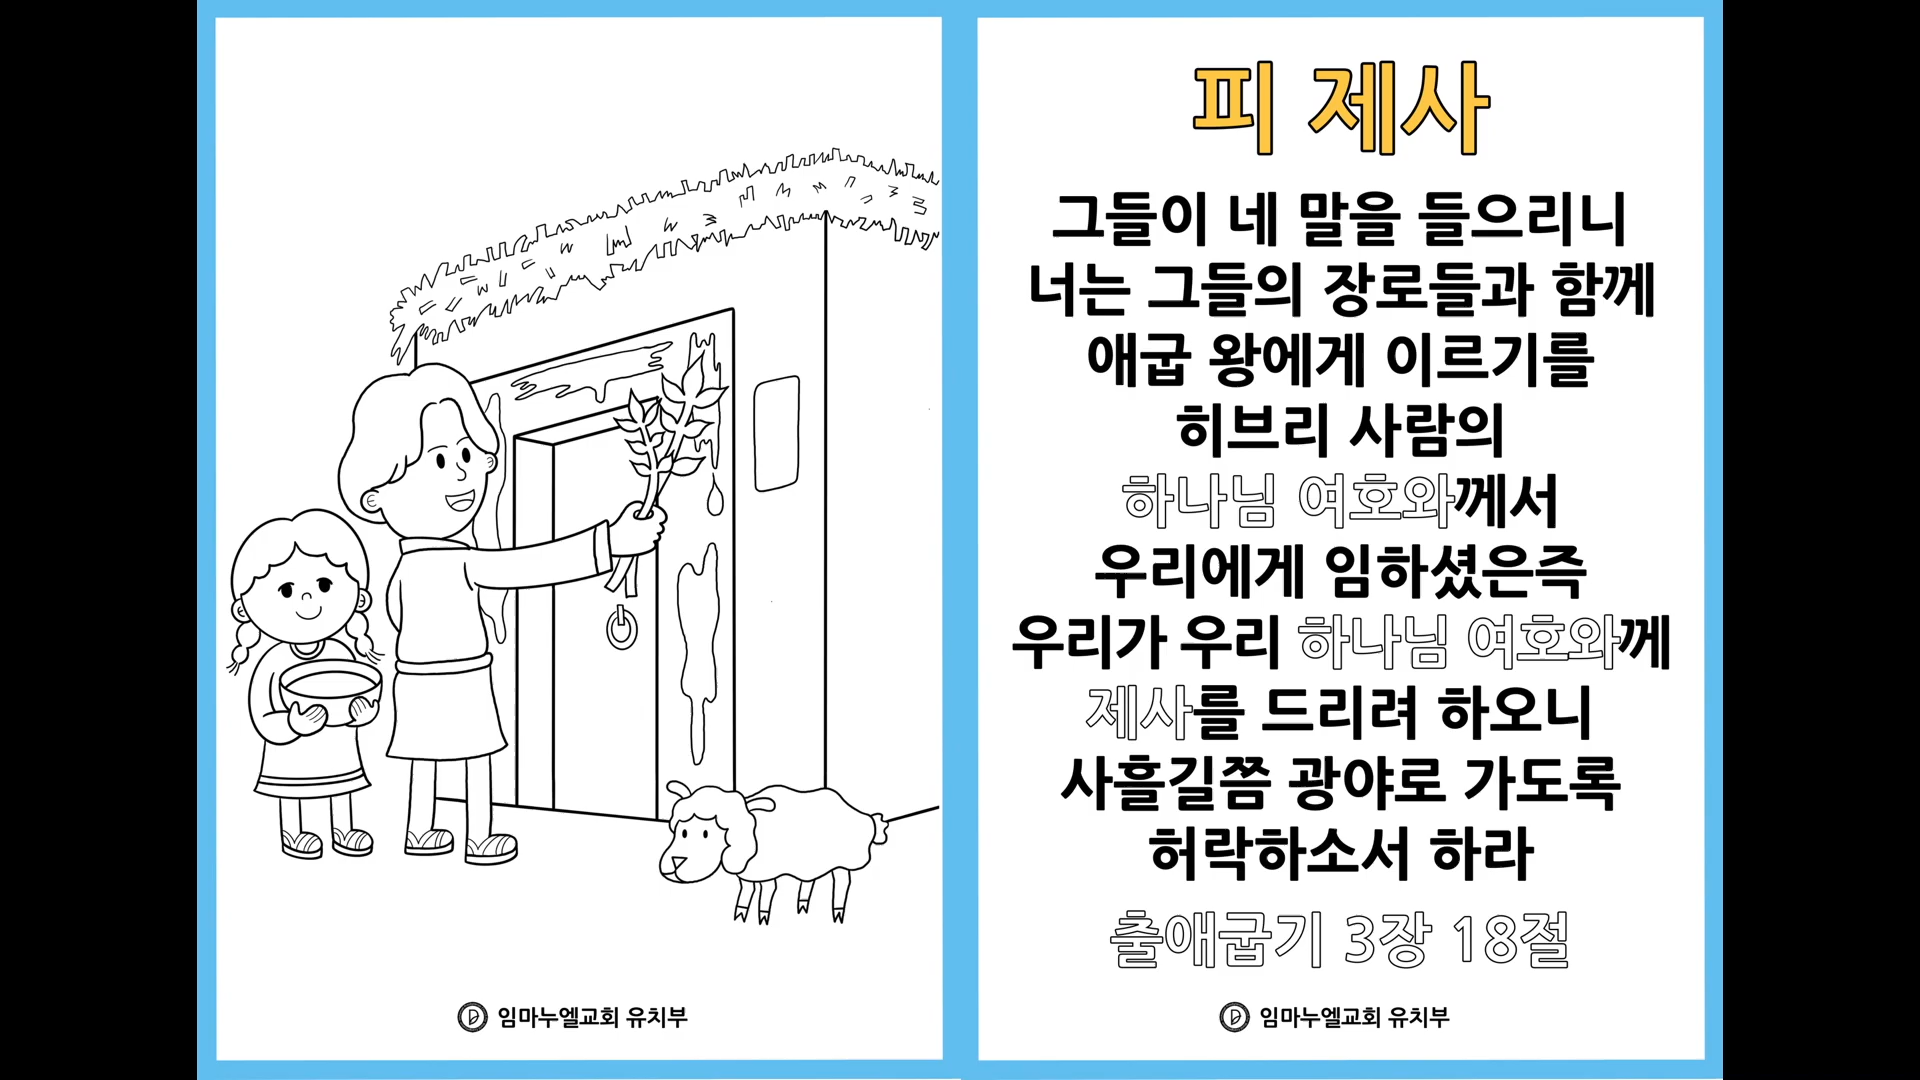 임마누엘교회 유치부
피 제사
그들이 네 말을 들으리니
너는 그들의 장로들과 함께
애굽 왕에게 이르기를
히브리 사람의
하나님 여호와께서
우리에게 임하셨은즉
우리가 우리 하나님 여호와께
제사를 드리려 하오니
사흘길쯤 광야로 가도록
허락하소서 하라
출애굽기 3장 18절
임마누엘교회 유치부